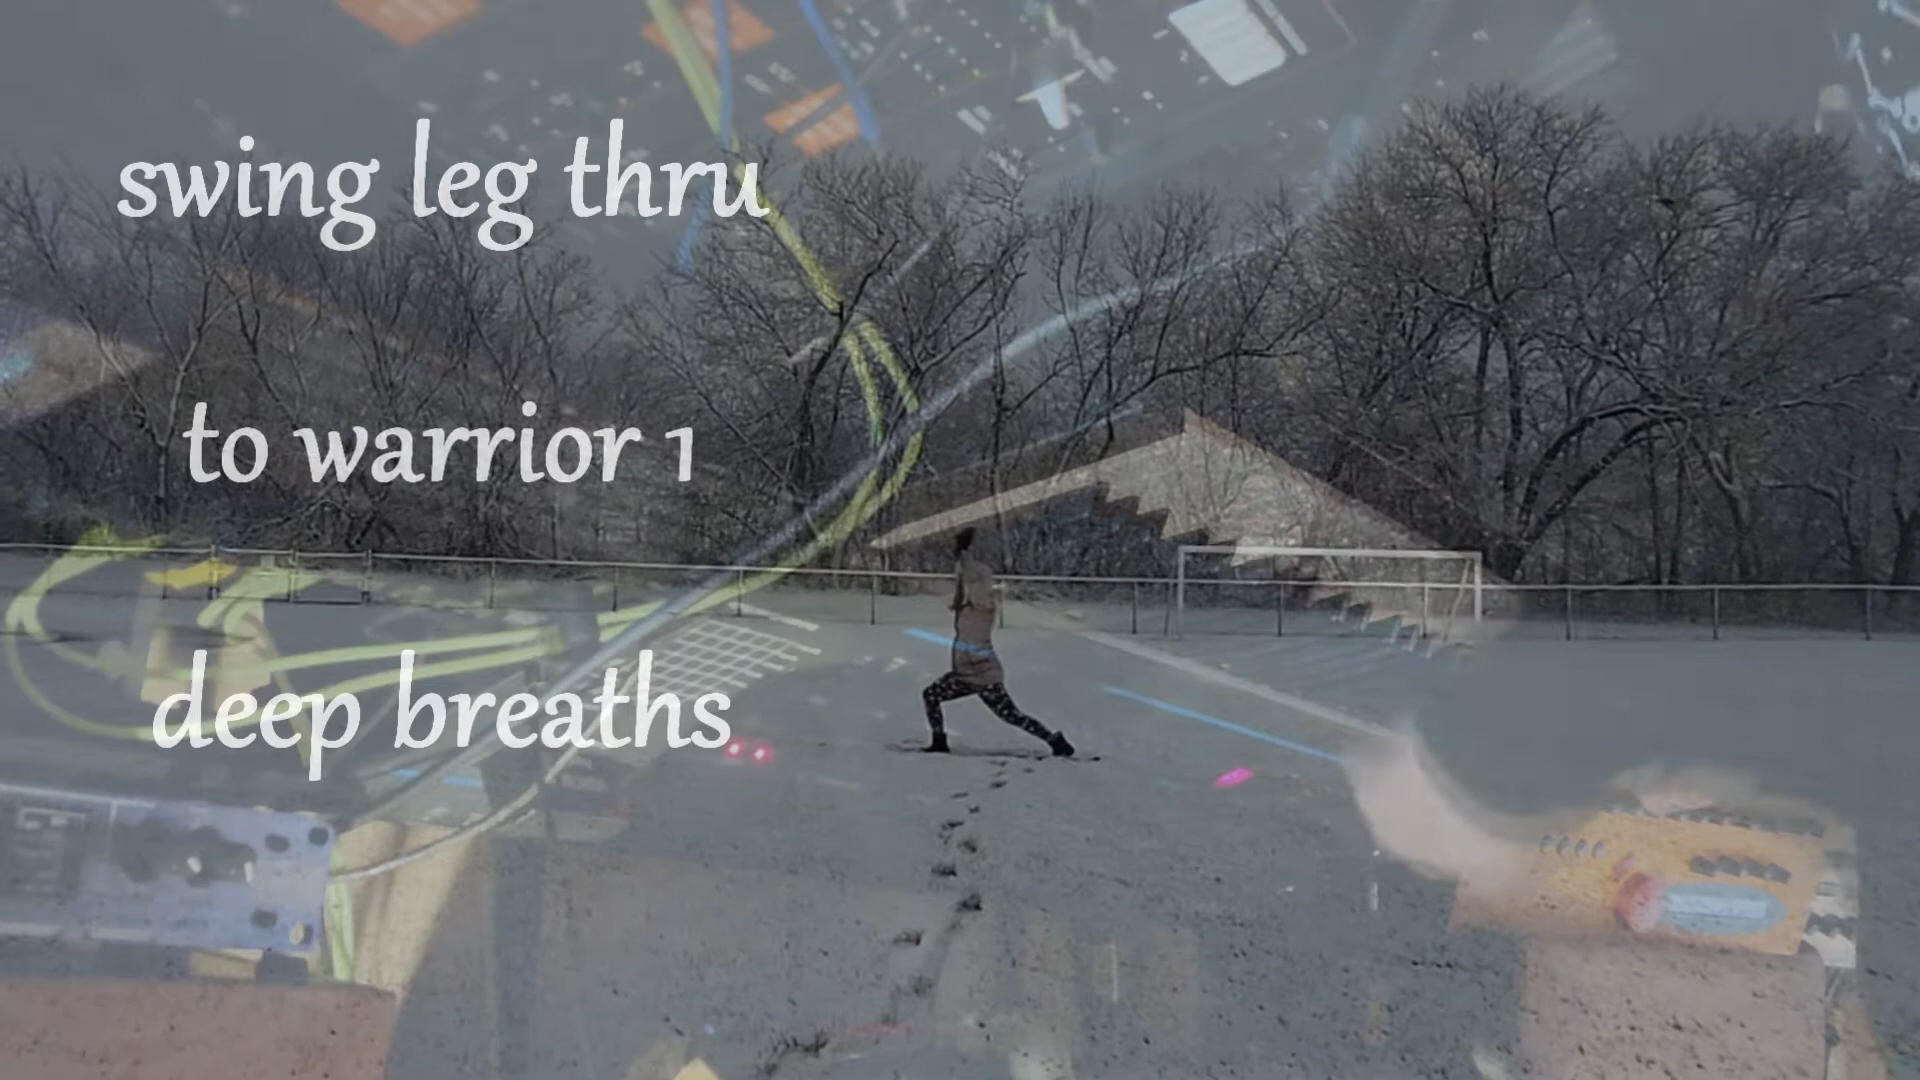 swing leg thru
to warrior 1
deep breaths